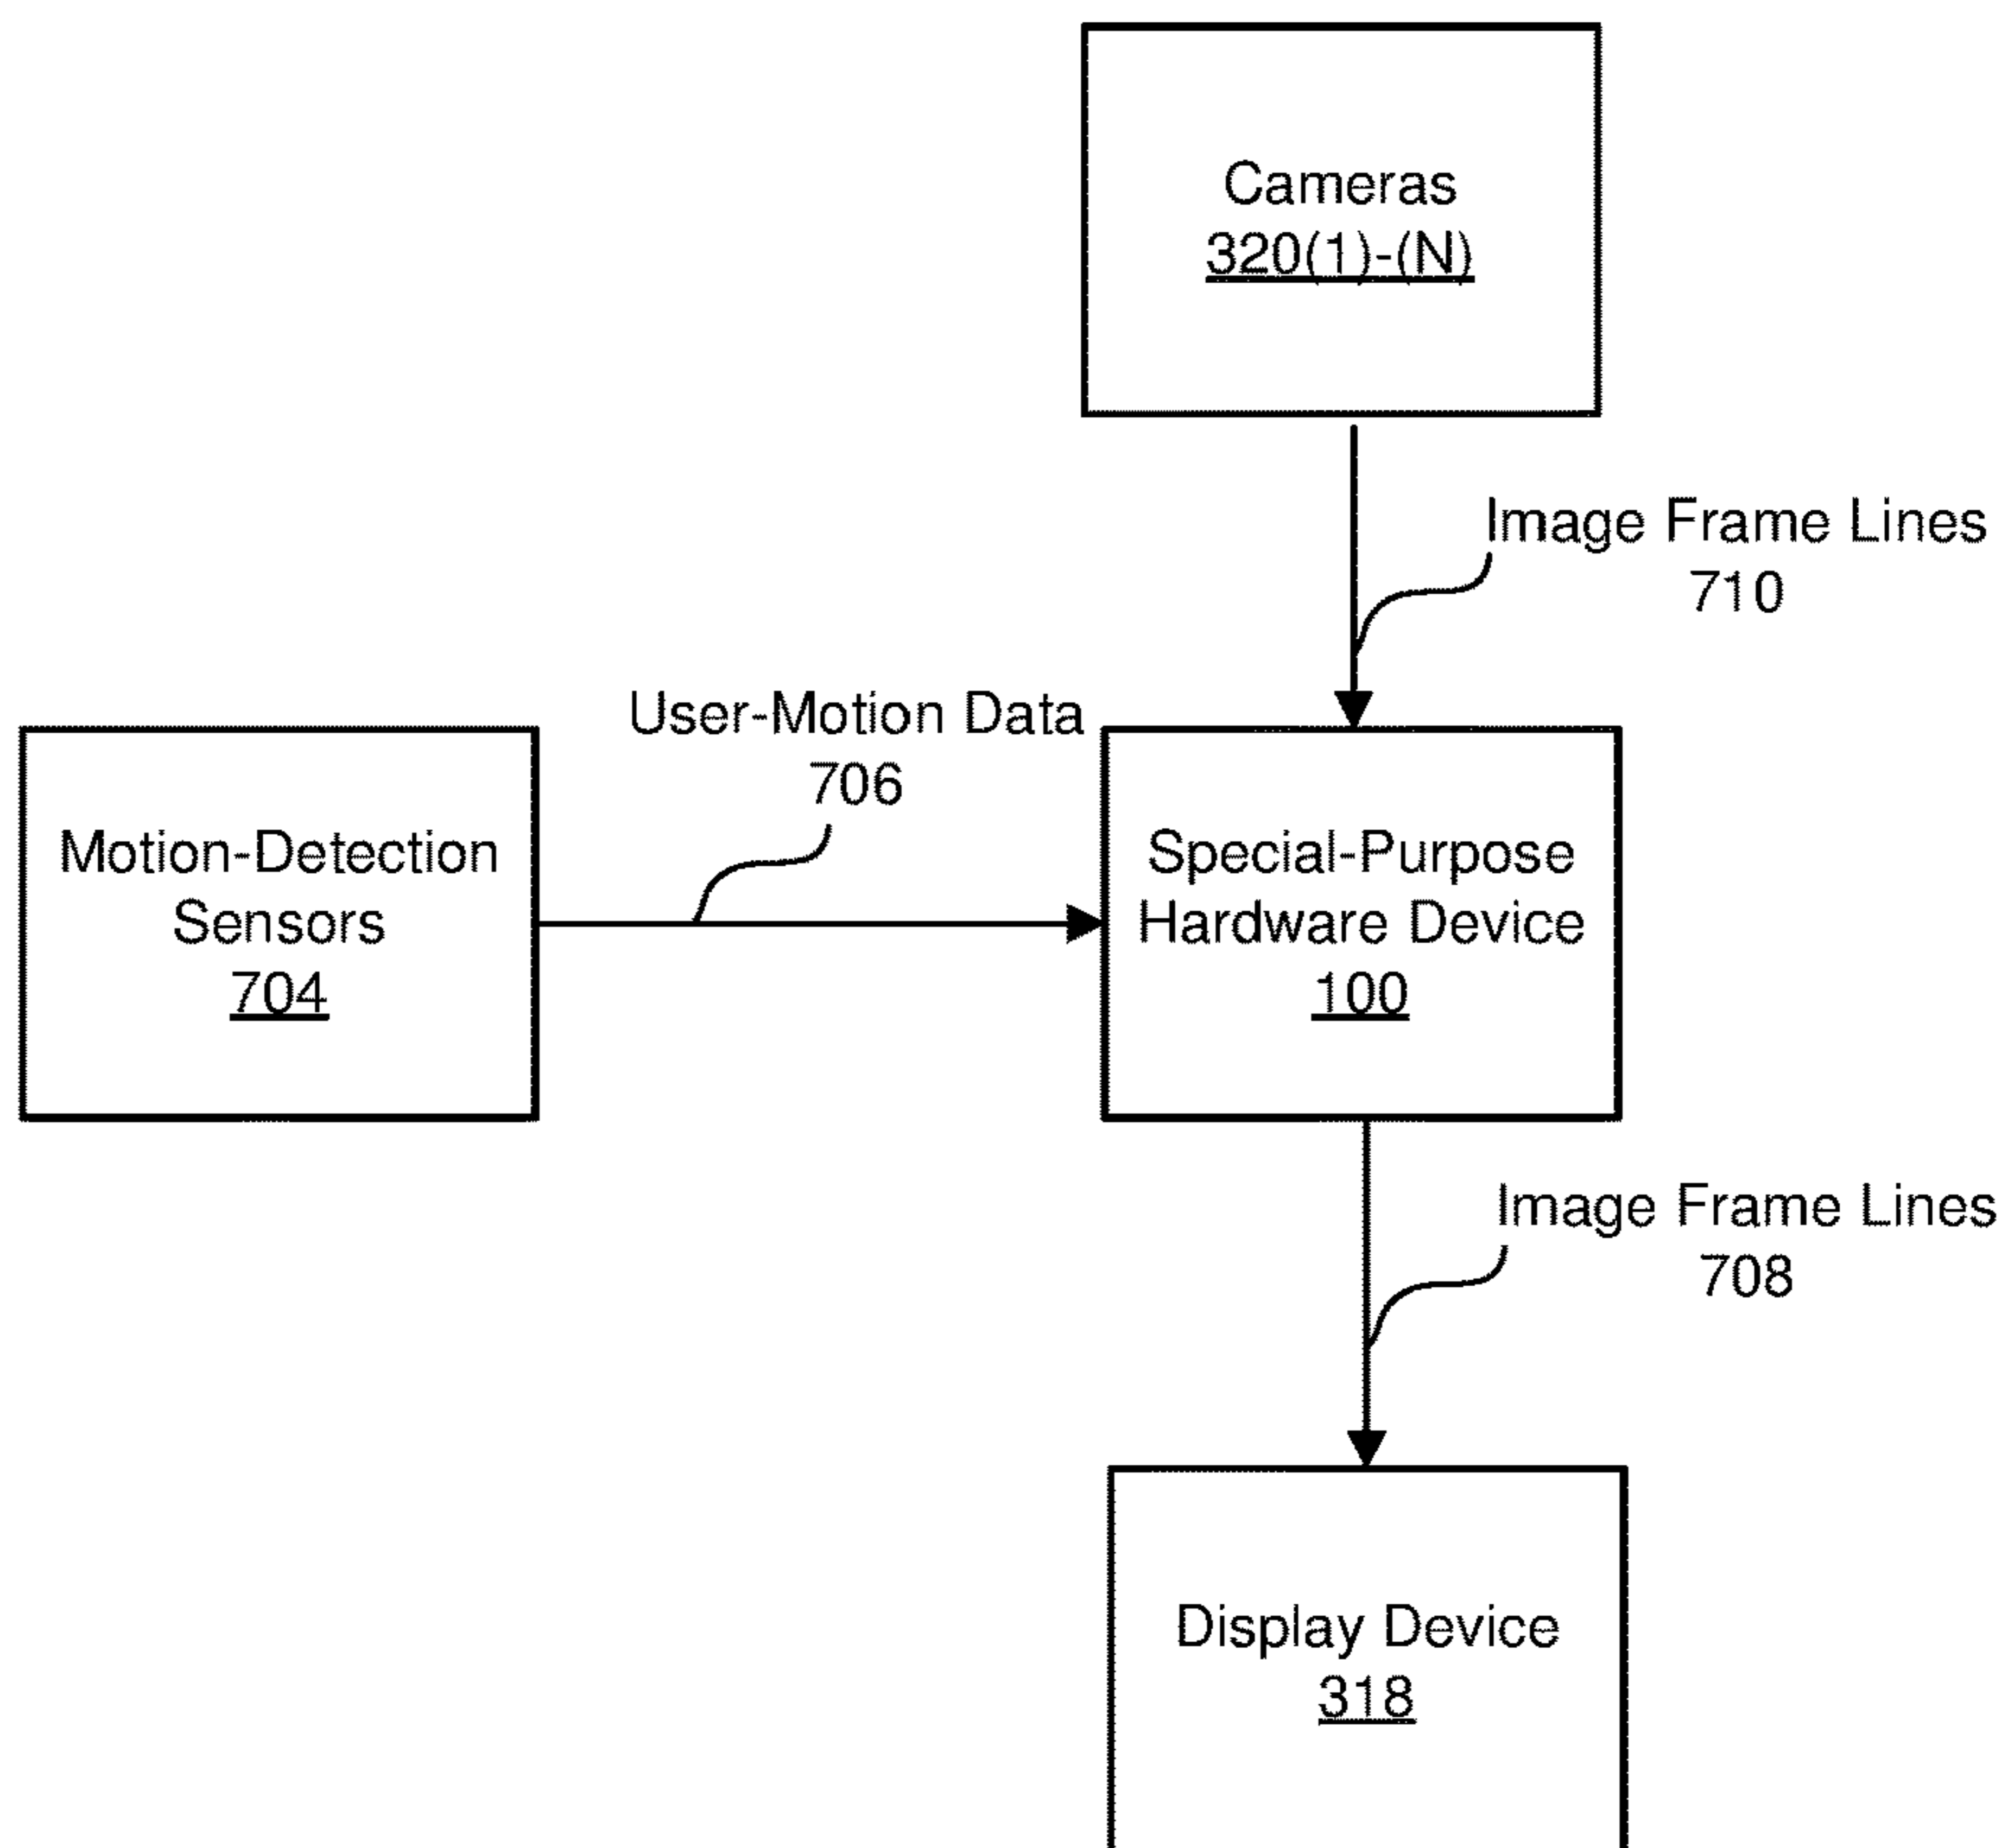 Cameras
320(1)-(N)
Image Frame Lines
710
User-Motion Data
706
Motion-Detection
Sensors
704
Special-Purpose
Hardware Device
100
Image Frame Lines
708
Display Device
318